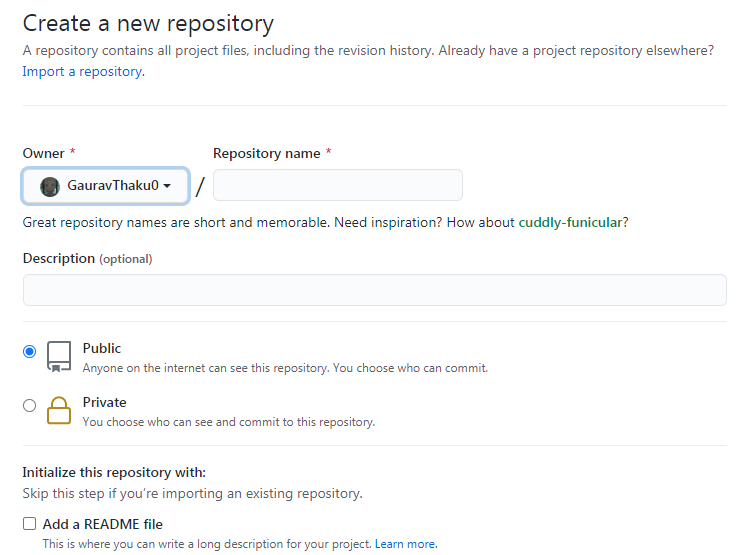 Create a new repository
A repository contains all project files, including the revision history. Already have a project repository elsewhere?
Import a repository.
Owner * Repository name *
GauravThaku0 /
Great repository names are short and memorable. Need inspiration? How about cuddly-funicular?
Description (optional)
Public
Anyone on the internet can see this repository. You choose who can commit.
Private
You choose who can see and commit to this repository.
Initialize this repository with:
Skip this step if you're importing an existing repository.
Add a README file
This is where you can write a long description for your project. Learn more.